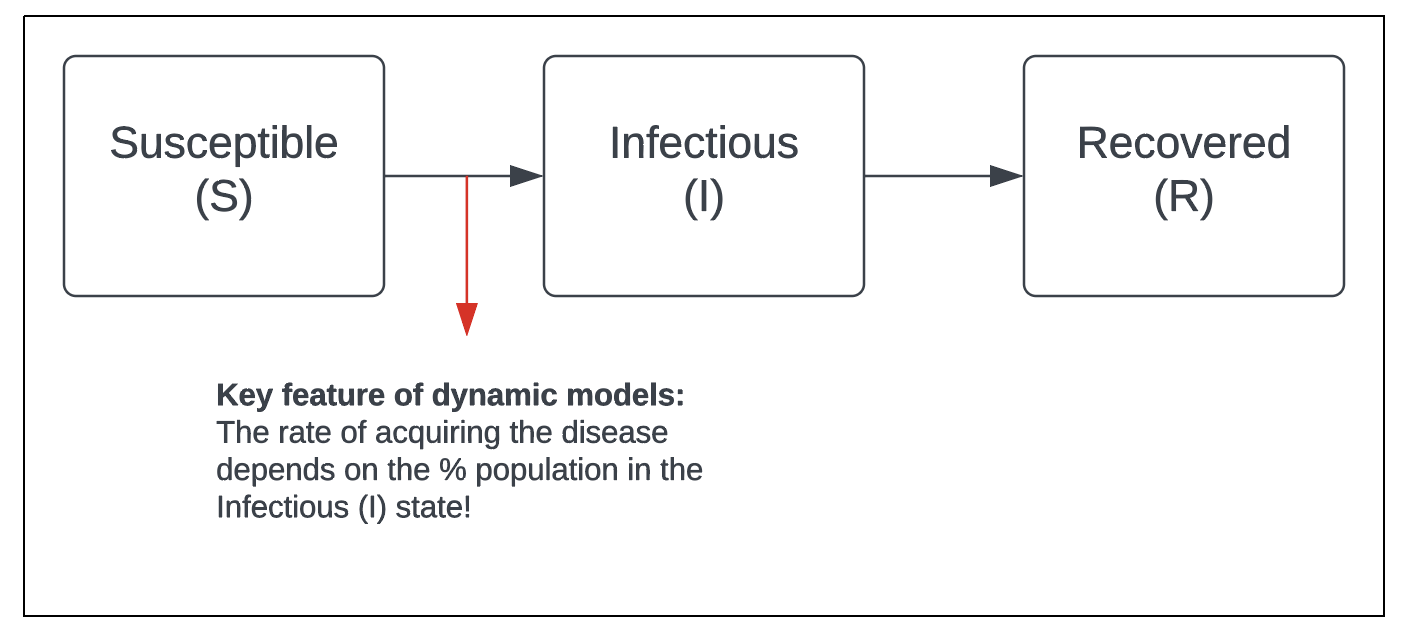 Susceptible
(S)
Infectious
(I)
Recovered
(R)
Key feature of dynamic models:
The rate of acquiring the disease
depends on the % population in the
Infectious (I) state!